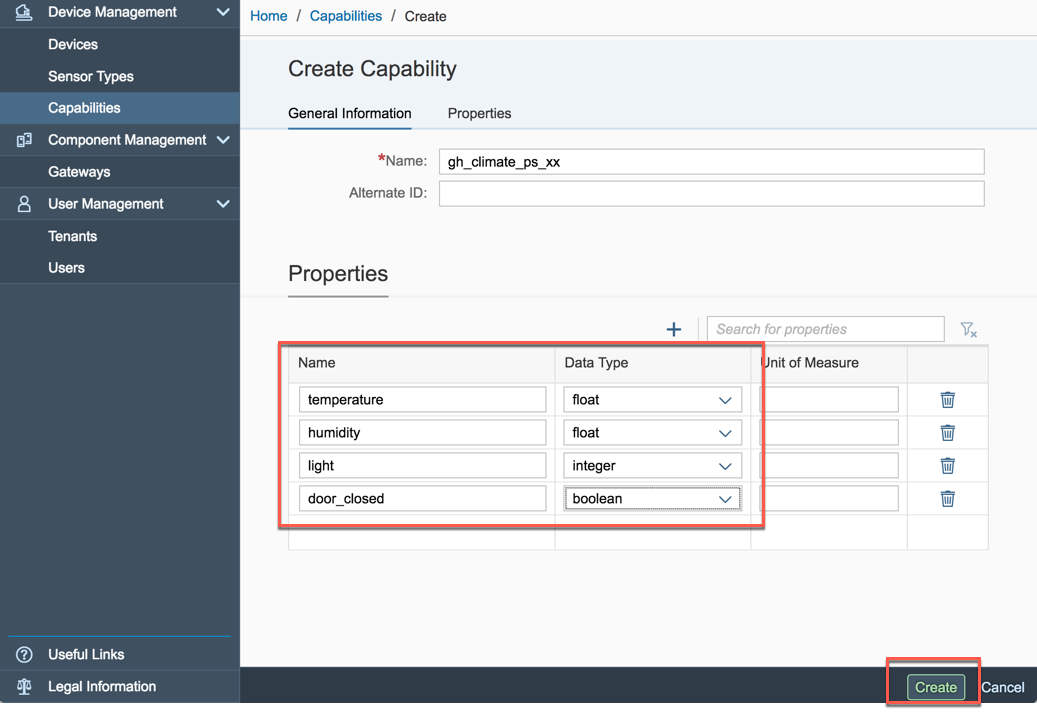 Device Management
Devices
Sensor Types
Capabilities
Component Management
Gateways
User Management
Tenants
Users
Useful Links
Legal Information
Home / Capabilities / Create
Create Capability
General Information Properties
*Name: gh_climate_ps_xx
Alternate ID:
Properties
+ Search for properties
Name Data Type Unit of Measure
temperature float
humidity float
light integer
door_closed boolean
Create Cancel